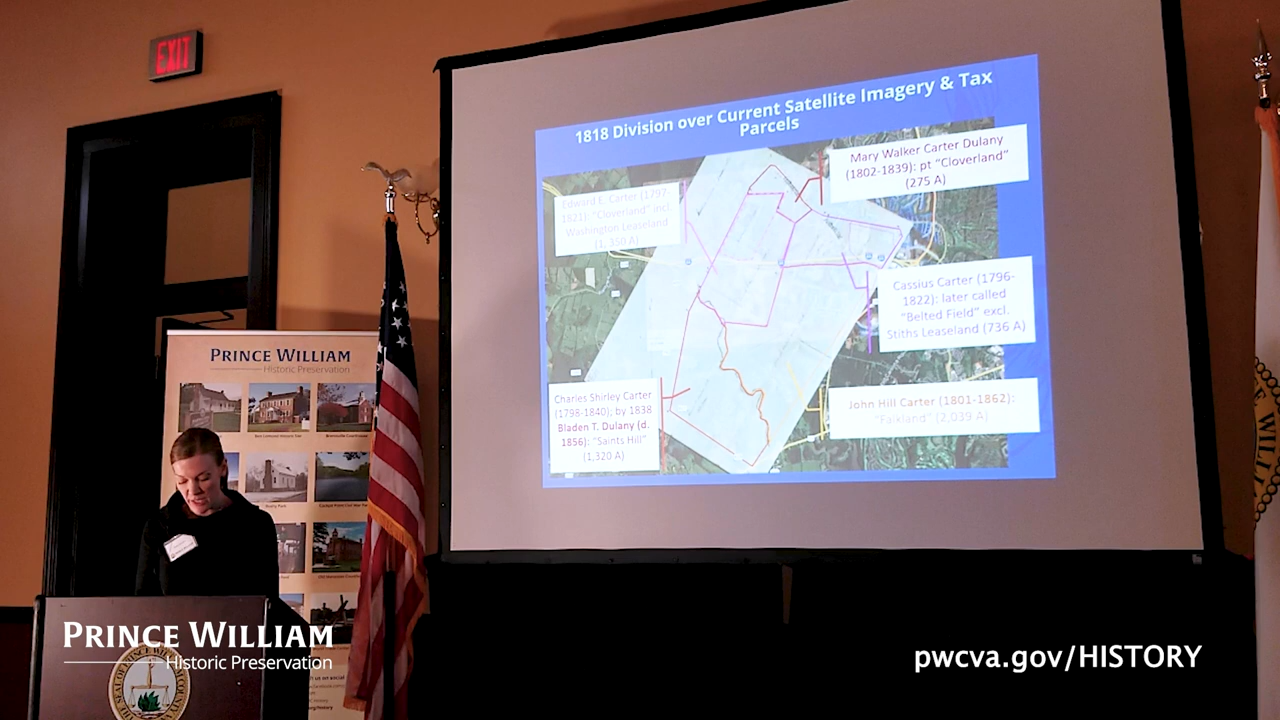 EXIT
1818 Division over Current Satellite Imagery & Tax
Parcels
Mary Walker Carter Dulany
(1802-1839): pt “Cloverland”
(275 A)
Edward E. Carter (1797-
1821): “Cloverland” incl.
Washington Leaseland
(1, 350 A)
Cassius Carter (1796-
1822): later called
“Belted Field” excl.
Stiths Leaseland (736 A)
Charles Shirley Carter
(1798-1840); by 1838
Bladen T. Dulany (d.
1856): “Saints Hill”
(1,320 A)
John Hill Carter (1801-1862):
“Falkland” (2,039 A)
PRINCE WILLIAM
Historic Preservation
PRINCE WILLIAM
Historic Preservation
pwcva.gov/HISTORY